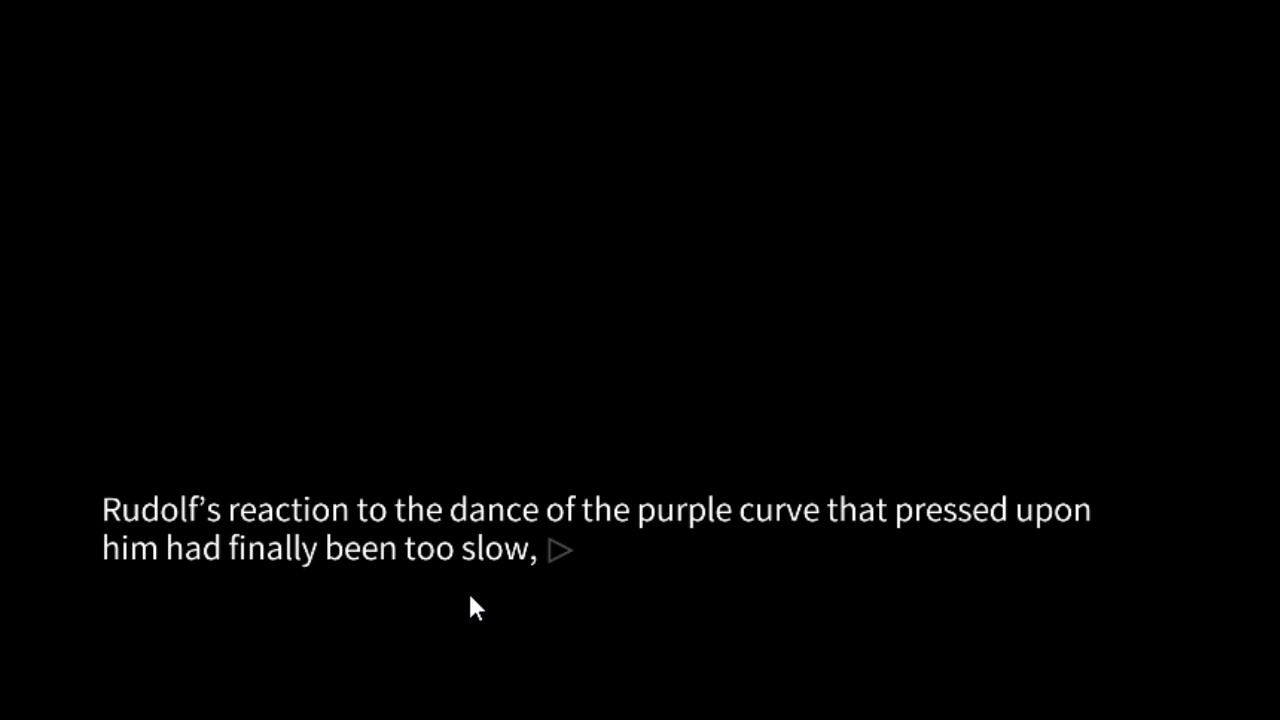 Rudolf’s reaction to the dance of the purple curve that pressed upon
him had finally been too slow,